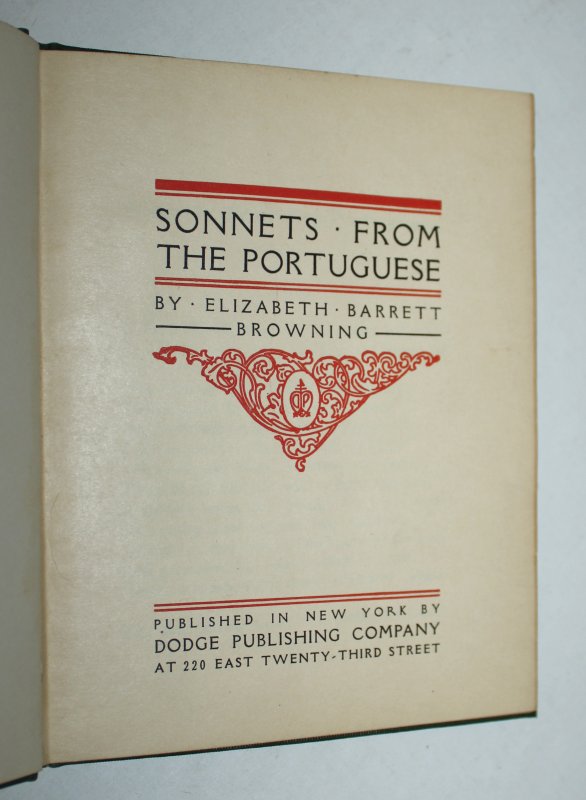 SONNETS · FROM
THE PORTUGUESE
BY · ELIZABETH · BARRETT
BROWNING
PUBLISHED IN NEW YORK BY
DODGE PUBLISHING COMPANY
AT 220 EAST TWENTY-THIRD STREET